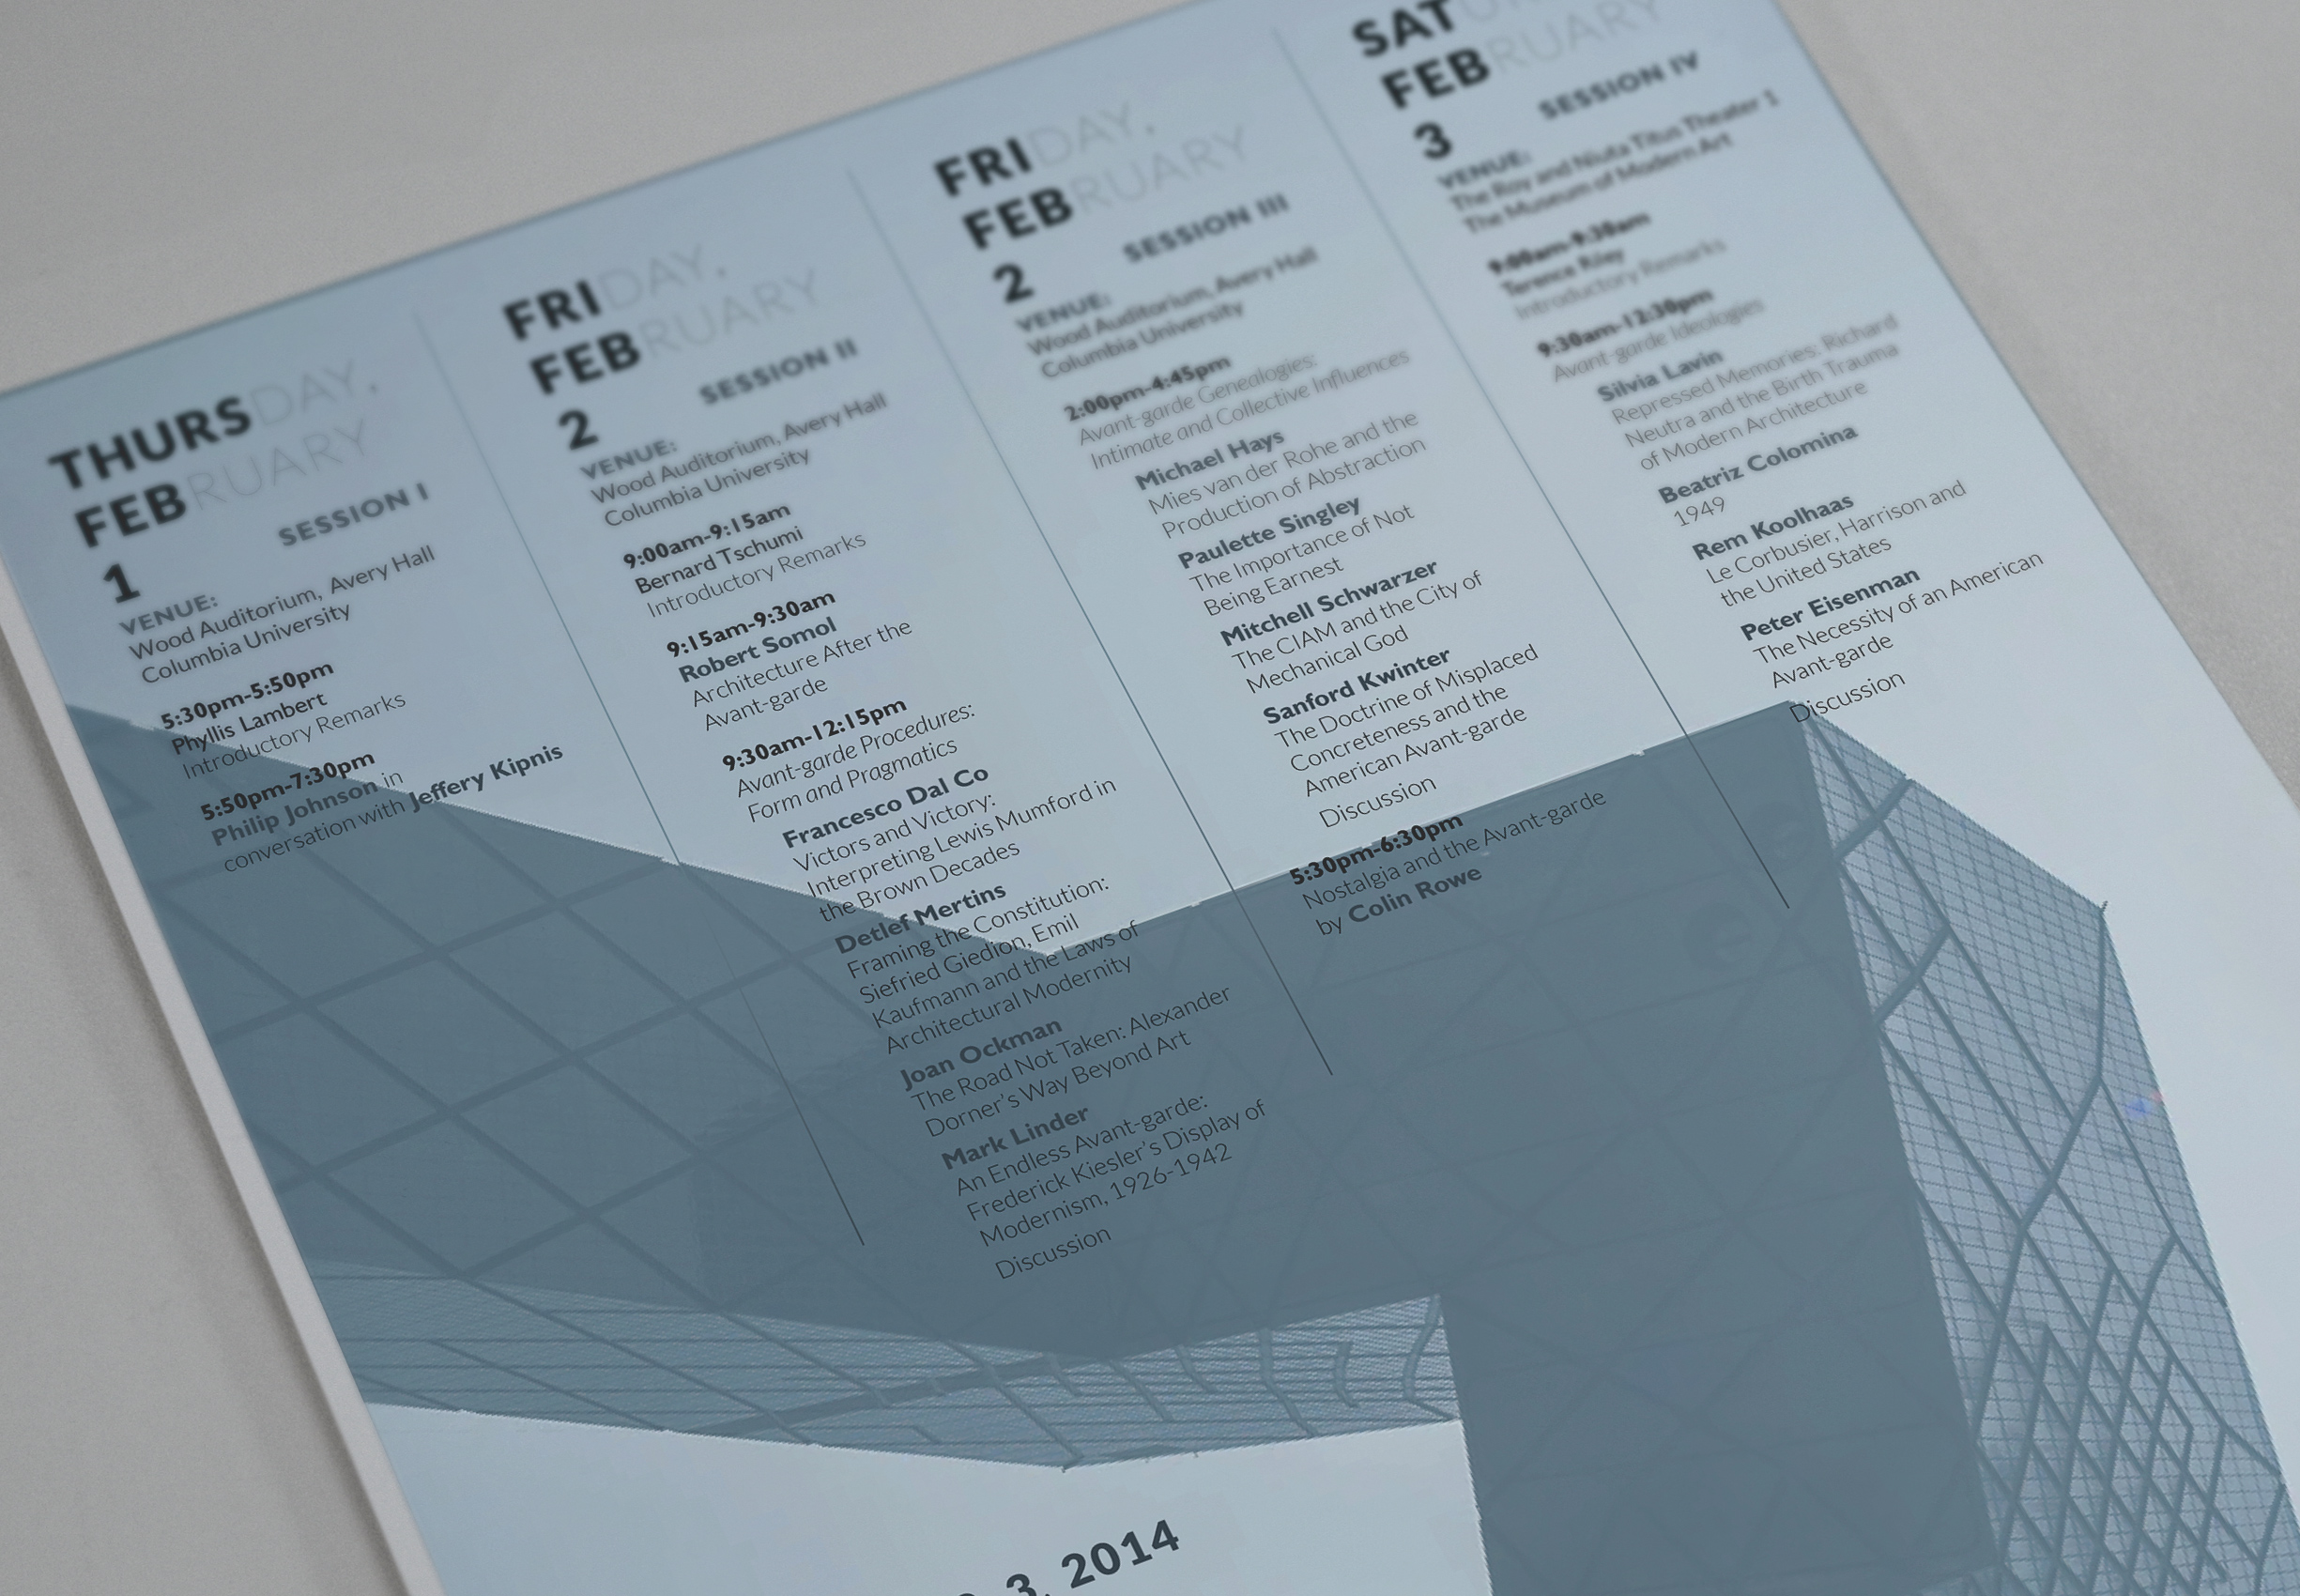 THURSDAY,
FEBRUARY
1
SESSION I
VENUE:
Wood Auditorium, Avery Hall
Columbia University
5:30pm-5:50pm
Phyllis Lambert
Introductory Remarks
5:50pm-7:30pm
Philip Johnson in
conversation with Jeffery Kipnis
FRIDAY,
FEBRUARY
2
SESSION II
VENUE:
Wood Auditorium, Avery Hall
Columbia University
9:00am-9:15am
Bernard Tschumi
Introductory Remarks
9:15am-9:30am
Robert Somol
Architecture After the
Avant-garde
9:30am-12:15pm
Avant-garde Procedures:
Form and Pragmatics
Francesco Dal Co
Victors and Victory:
Interpreting Lewis Mumford in
the Brown Decades
Detlef Mertins
Framing the Constitution:
Siefried Giedion, Emil
Kaufmann and the Laws of
Architectural Modernity
Joan Ockman
The Road Not Taken: Alexander
Dorner's Way Beyond Art
Mark Linder
An Endless Avant-garde:
Frederick Kiesler's Display of
Modernism, 1926-1942
Discussion
FRIDAY,
FEBRUARY
2
SESSION III
VENUE:
Wood Auditorium, Avery Hall
Columbia University
2:00pm-4:45pm
Avant-garde Genealogies:
Intimate and Collective Influences
Michael Hays
Mies van der Rohe and the
Production of Abstraction
Paulette Singley
The Importance of Not
Being Earnest
Mitchell Schwarzer
The CIAM and the City of
Mechanical God
Sanford Kwinter
The Doctrine of Misplaced
Concreteness and the
American Avant-garde
Discussion
5:30pm-6:30pm
Nostalgia and the Avant-garde
by Colin Rowe
SAT
FEBRUARY
3
SESSION IV
VENUE:
The Roy and Niuta Titus Theater 1
The Museum of Modern Art
9:00am-9:30am
Terence Riley
Introductory Remarks
9:30am-12:30pm
Avant-garde Ideologies
Silvia Lavin
Repressed Memories: Richard
Neutra and the Birth Trauma
of Modern Architecture
Beatriz Colomina
1949
Rem Koolhaas
Le Corbusier, Harrison and
the United States
Peter Eisenman
The Necessity of an American
Avant-garde
Discussion
3, 2014